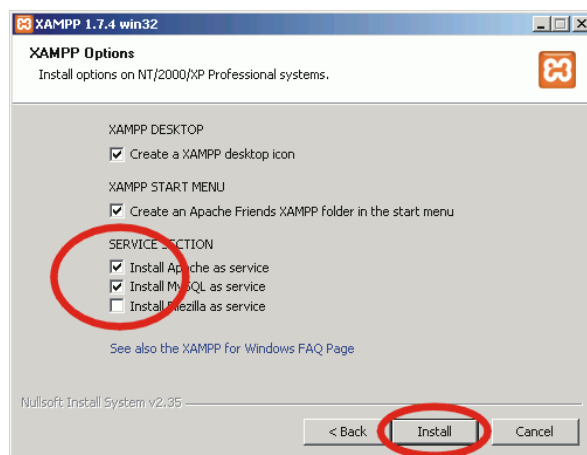 XAMPP 1.7.4 win32
XAMPP Options
Install options on NT/2000/XP Professional systems.
XAMPP DESKTOP
Create a XAMPP desktop icon
XAMPP START MENU
Create an Apache Friends XAMPP folder in the start menu
SERVICE SECTION
Install Apache as service
Install MySQL as service
Install Filezilla as service
See also the XAMPP for Windows FAQ Page
Nullsoft Install System v2.35
< Back Install Cancel